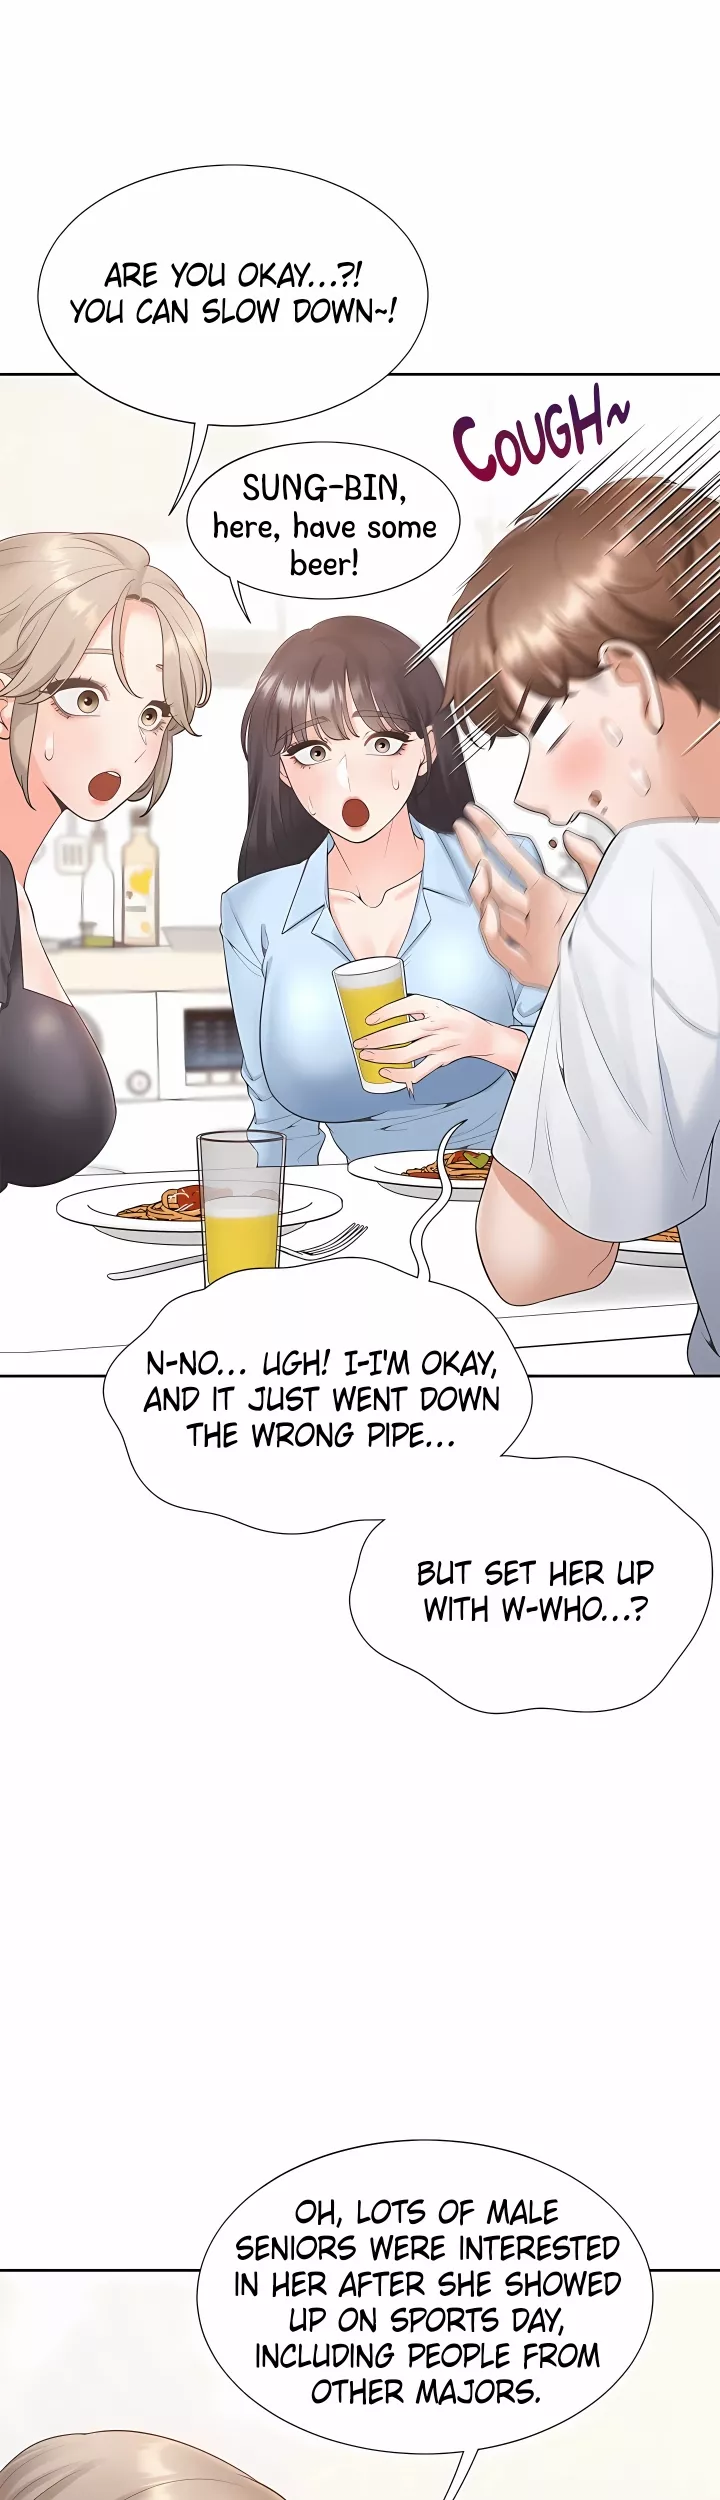 ARE YOU OKAY...?!
YOU CAN SLOW DOWN~!
COUGH~
SUNG-BIN,
here, have some
beer!
N-NO... UGH! I-I'M OKAY,
AND IT JUST WENT DOWN
THE WRONG PIPE...
BUT SET HER UP
WITH W-WHO...?
OH, LOTS OF MALE
SENIORS WERE INTERESTED
IN HER AFTER SHE SHOWED
UP ON SPORTS DAY,
INCLUDING PEOPLE FROM
OTHER MAJORS.